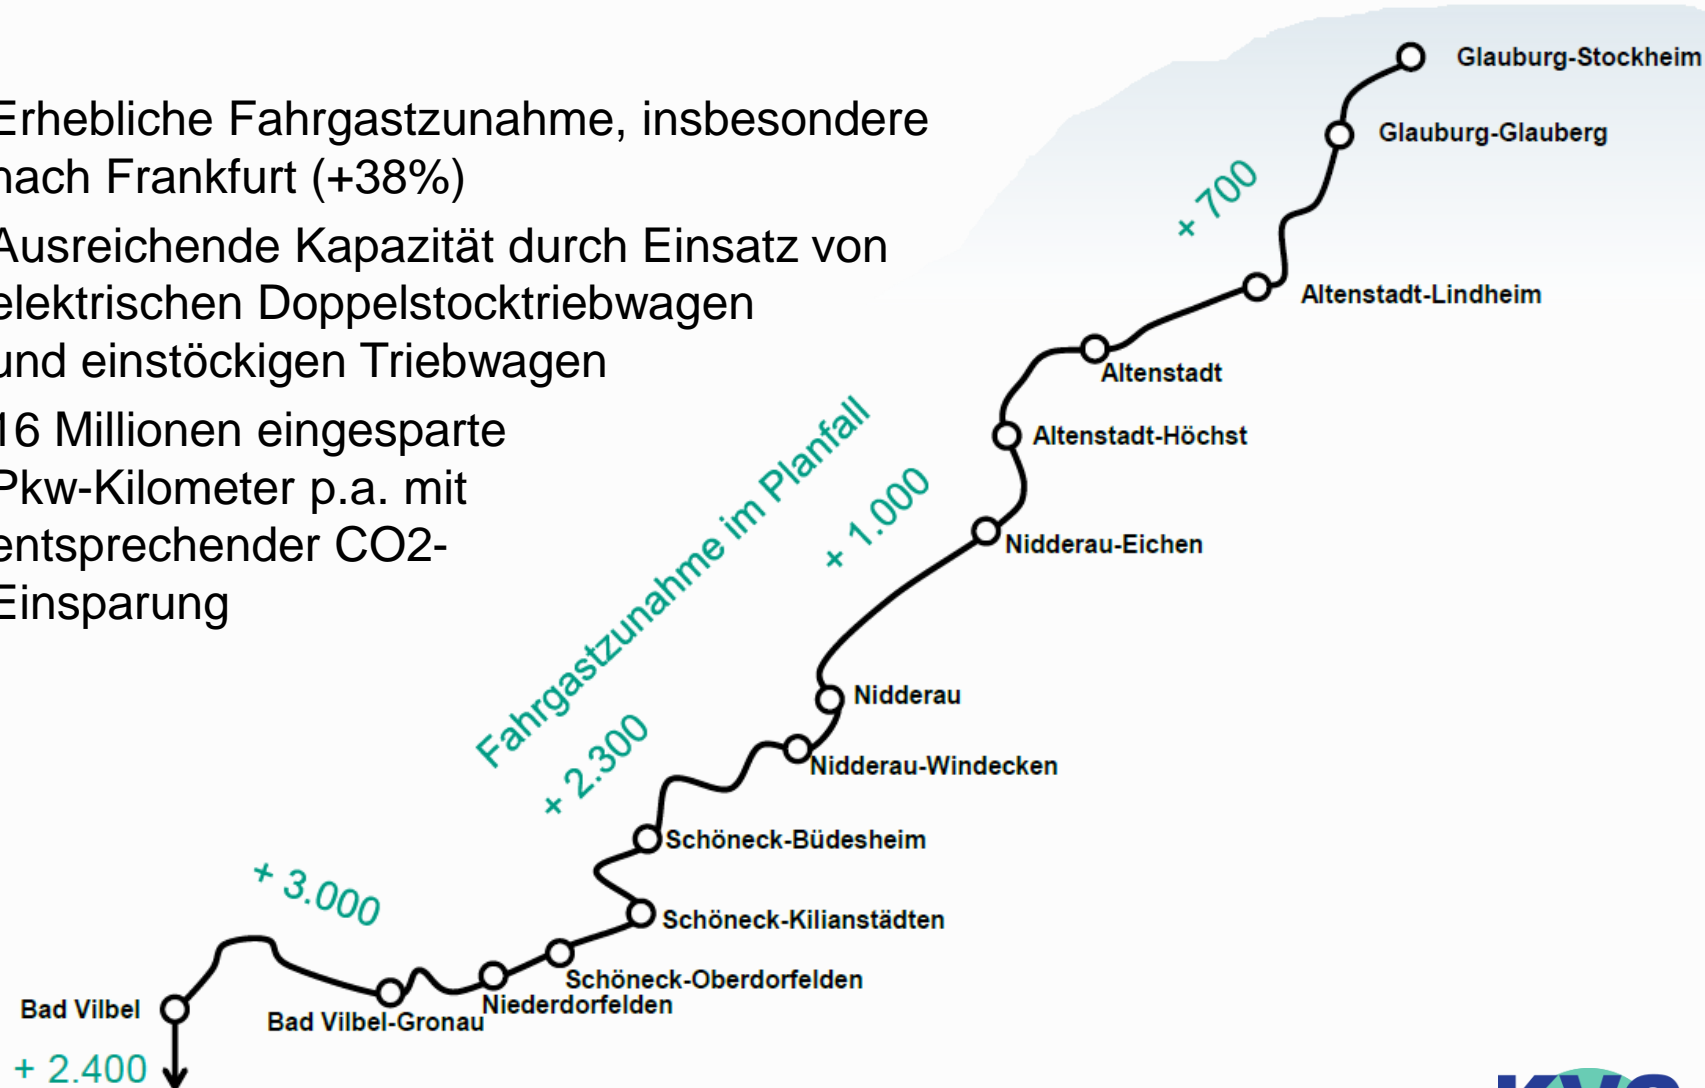 Erhebliche Fahrgastzunahme, insbesondere
nach Frankfurt (+38%)
Ausreichende Kapazität durch Einsatz von
elektrischen Doppelstocktriebwagen
und einstöckigen Triebwagen
16 Millionen eingesparte
Pkw-Kilometer p.a. mit
entsprechender CO2-
Einsparung
Fahrgastzunahme im Planfall
Glauburg-Stockheim
Glauburg-Glauberg
+ 700
Altenstadt-Lindheim
Altenstadt
Altenstadt-Höchst
+ 1.000
Nidderau-Eichen
Nidderau
Nidderau-Windecken
+ 2.300
Schöneck-Büdesheim
Schöneck-Kilianstädten
Schöneck-Oberdorfelden
Niederdorfelden
+ 3.000
Bad Vilbel-Gronau
Bad Vilbel
+ 2.400